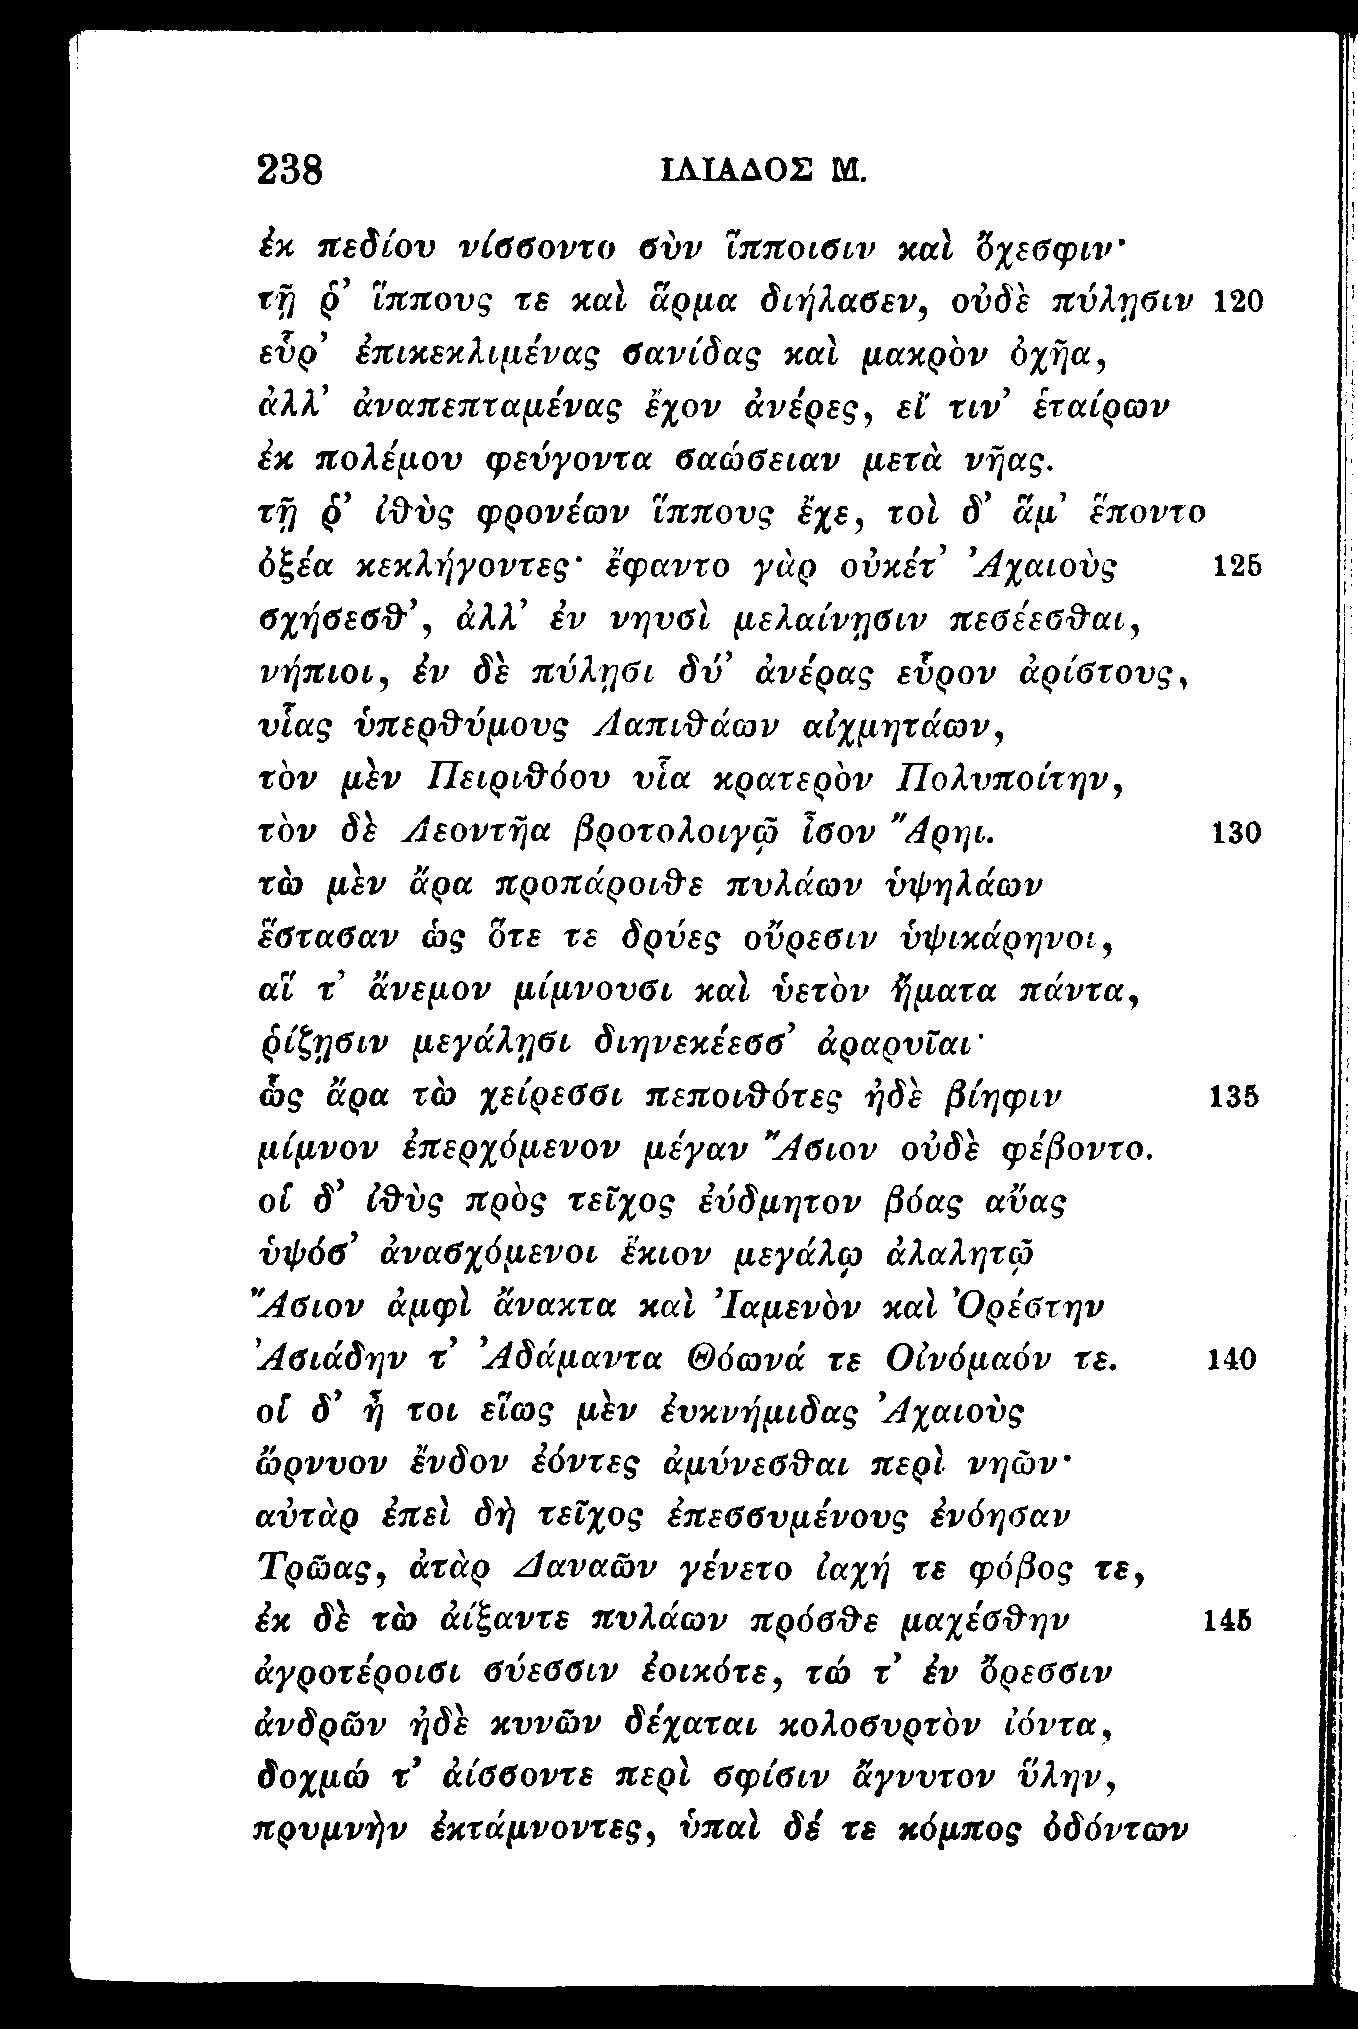 238 ΙΛΙΑΔΟΣ Μ.
ἐκ πεδίου νίσσοντο σὺν ἵπποισιν καὶ ὄχεσφιν·
τῇ ῥ’ ἵππους τε καὶ ἅρμα διήλασεν, οὐδὲ πύλῃσιν 120
εὗρ’ ἐπικεκλιμένας σανίδας καὶ μακρὸν ὀχῆα,
ἀλλ’ ἀναπεπταμένας ἔχον ἀνέρες, εἴ τιν’ ἑταίρων
ἐκ πολέμου φεύγοντα σαώσειαν μετὰ νῆας.
τῇ ῥ’ ἰθὺς φρονέων ἵππους ἔχε, τοὶ δ’ ἅμ’ ἕποντο
ὀξέα κεκλήγοντες· ἔφαντο γὰρ οὐκέτ’ Ἀχαιοὺς 125
σχήσεσθ’, ἀλλ’ ἐν νηυσὶ μελαίνῃσιν πεσέεσθαι,
νήπιοι, ἐν δὲ πύλῃσι δύ’ ἀνέρας εὗρον ἀρίστους,
υἷας ὑπερθύμους Λαπιθάων αἰχμητάων,
τὸν μὲν Πειριθόου υἷα κρατερὸν Πολυποίτην,
τὸν δὲ Λεοντῆα βροτολοιγῷ ἶσον Ἄρηι. 130
τὼ μὲν ἄρα προπάροιθε πυλάων ὑψηλάων
ἕστασαν ὡς ὅτε τε δρύες οὔρεσιν ὑψικάρηνοι,
αἵ τ’ ἄνεμον μίμνουσι καὶ ὑετὸν ἤματα πάντα,
ῥίζῃσιν μεγάλῃσι διηνεκέεσσ’ ἀραρυῖαι·
ὣς ἄρα τὼ χείρεσσι πεποιθότες ἠδὲ βίηφιν 135
μίμνον ἐπερχόμενον μέγαν Ἄσιον οὐδὲ φέβοντο.
οἳ δ’ ἰθὺς πρὸς τεῖχος ἐύδμητον βόας αὔας
ὑψόσ’ ἀνασχόμενοι ἔκιον μεγάλῳ ἀλαλητῷ
Ἄσιον ἀμφὶ ἄνακτα καὶ Ἰαμενὸν καὶ Ὀρέστην
Ἀσιάδην τ’ Ἀδάμαντα Θόωνά τε Οἰνόμαόν τε. 140
οἳ δ’ ἦ τοι εἵως μὲν ἐυκνήμιδας Ἀχαιοὺς
ὤρνυον ἔνδον ἐόντες ἀμύνεσθαι περὶ νηῶν·
αὐτὰρ ἐπεὶ δὴ τεῖχος ἐπεσσυμένους ἐνόησαν
Τρῶας, ἀτὰρ Δαναῶν γένετο ἰαχή τε φόβος τε,
ἐκ δὲ τὼ ἀίξαντε πυλάων πρόσθε μαχέσθην 145
ἀγροτέροισι σύεσσιν ἐοικότε, τώ τ’ ἐν ὄρεσσιν
ἀνδρῶν ἠδὲ κυνῶν δέχαται κολοσυρτὸν ἰόντα,
δοχμώ τ’ ἀίσσοντε περὶ σφίσιν ἄγνυτον ὕλην,
πρυμνὴν ἐκτάμνοντες, ὑπαὶ δέ τε κόμπος ὀδόντων